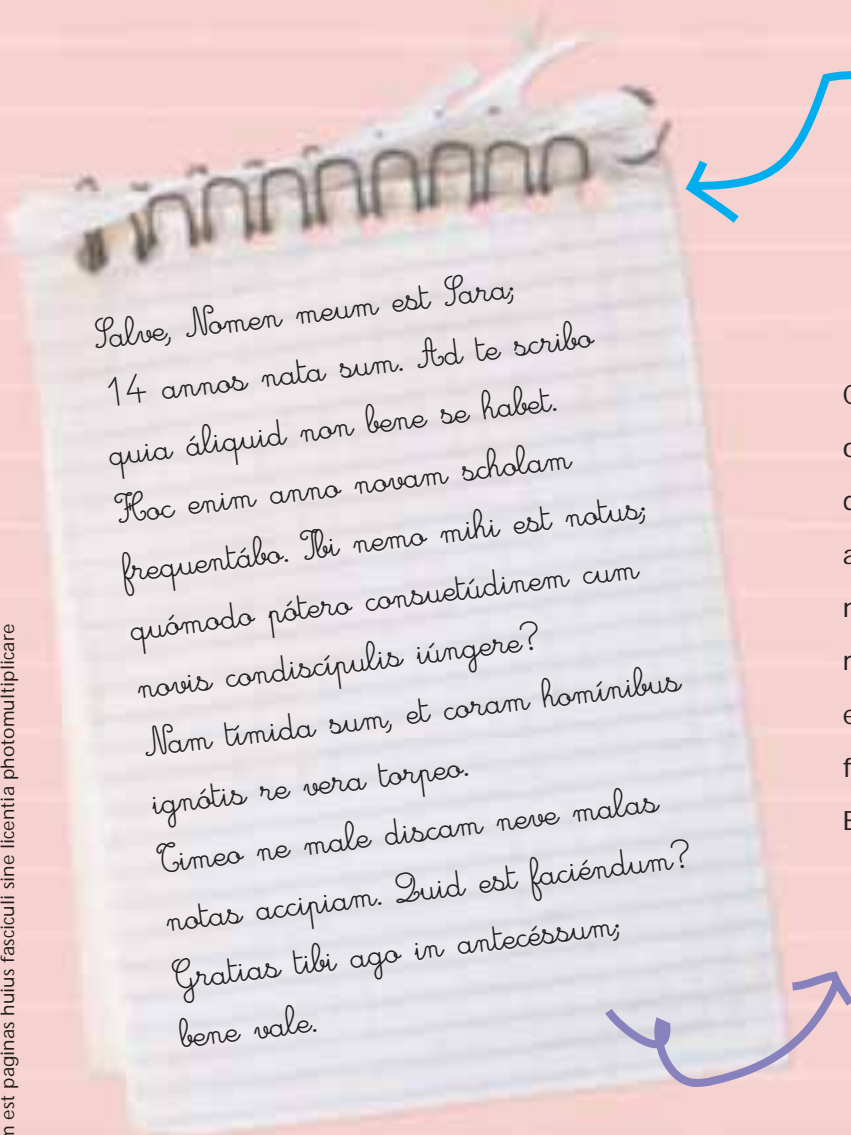 Salve, Nomen meum est Sara;
14 annos nata sum. Ad te scribo
quia áliquid non bene se habet.
Hoc enim anno novam scholam
frequentábo. Ibi nemo mihi est notus;
quómodo pótero consuetúdinem cum
novis condiscípulis iúngere?
Nam tímida sum, et coram homínibus
ignótis re vera torpeo.
Timeo ne male discam neve malas
notas accipiam. Quid est faciéndum?
Gratias tibi ago in antecéssum;
bene vale.
est paginas huius fasciculi sine licentia photomultiplicare